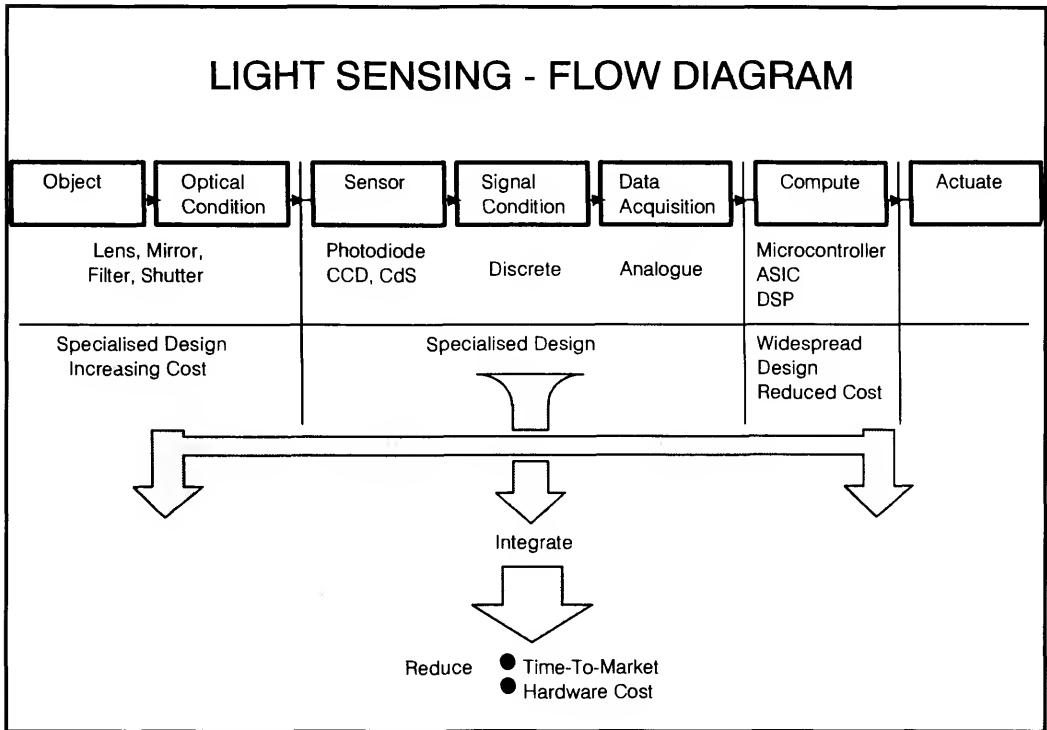 LIGHT SENSING - FLOW DIAGRAM
Object
Optical
Condition
Sensor
Signal
Condition
Data
Acquisition
Compute
Actuate
Lens, Mirror,
Filter, Shutter
Photodiode
CCD, CdS
Discrete
Analogue
Microcontroller
ASIC
DSP
Specialised Design
Increasing Cost
Specialised Design
Widespread
Design
Reduced Cost
Integrate
Reduce
● Time-To-Market
● Hardware Cost